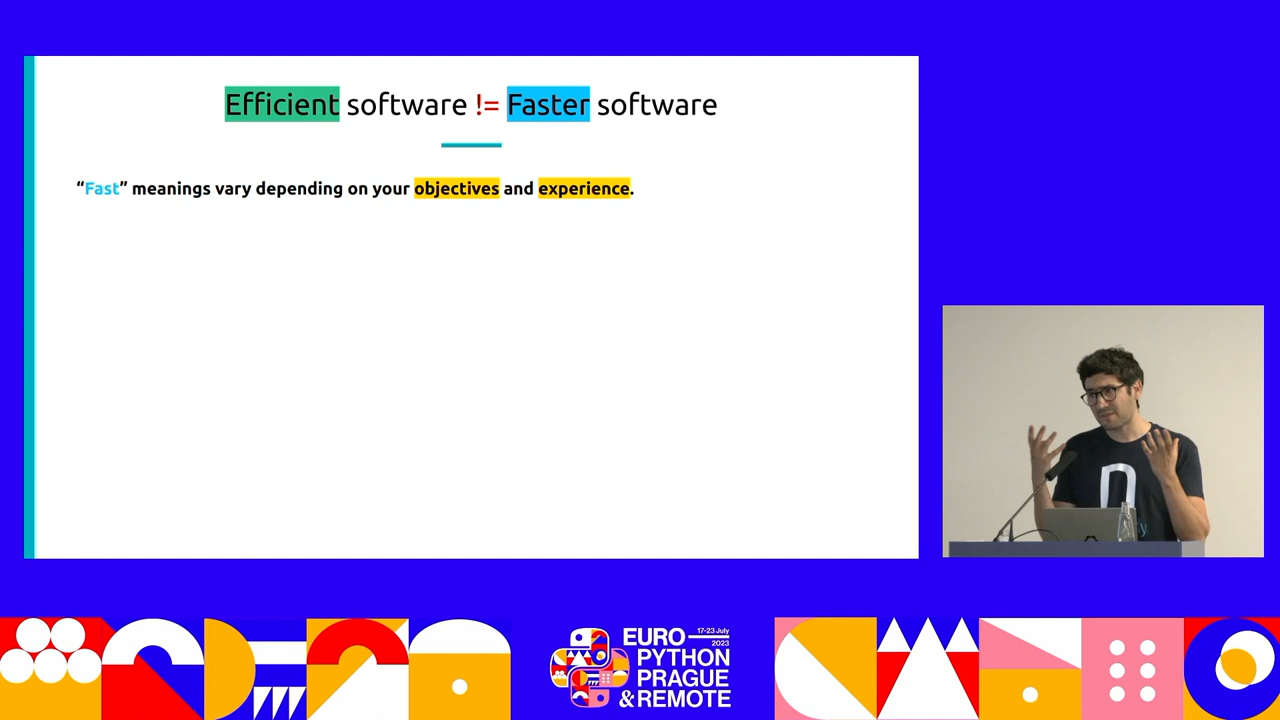 Efficient software != Faster software
“Fast” meanings vary depending on your objectives and experience.
17-23 July
2023
EURO
PYTHON
PRAGUE
& REMOTE